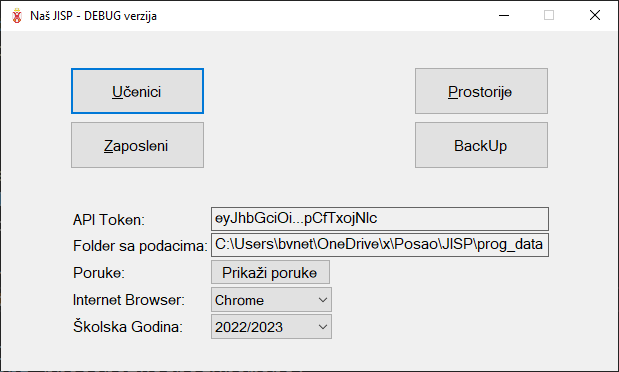 Naš JISP - DEBUG verzija
Učenici
Prostorije
Zaposleni
BackUp
API Token: eyJhbGciOi...pCfTxojNIc
Folder sa podacima: C:\Users\bvnet\OneDrive\x\Posao\JISP\prog_data
Poruke: Prikaži poruke
Internet Browser: Chrome
Školska Godina: 2022/2023